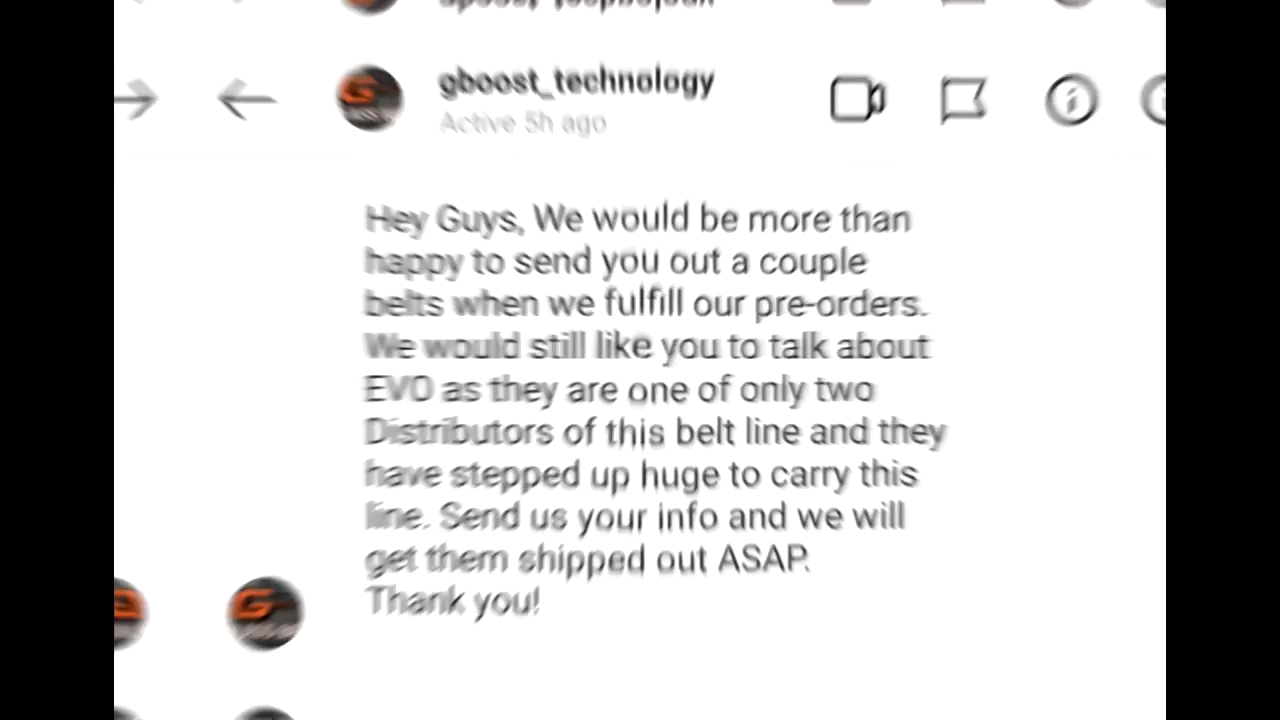 gboost_technology
Active 5h ago
Hey Guys, We would be more than
happy to send you out a couple
belts when we fulfill our pre-orders.
We would still like you to talk about
EVO as they are one of only two
Distributors of this belt line and they
have stepped up huge to carry this
line. Send us your info and we will
get them shipped out ASAP.
Thank you!